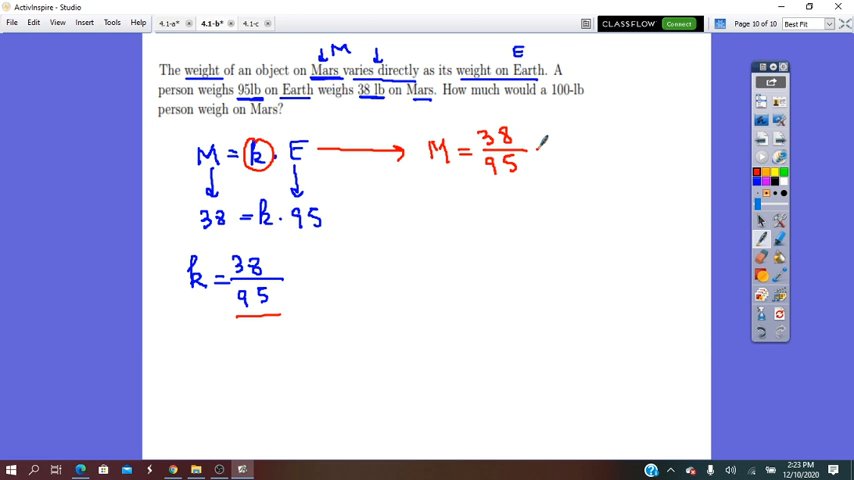 ActivInspire - Studio
File Edit View Insert Tools Help
4.1-a* 4.1-b* 4.1-c
CLASSFLOW Connect Page 10 of 10 Best Pit
M E
The weight of an object on Mars varies directly as its weight on Earth. A
person weighs 95lb on Earth weighs 38 lb on Mars. How much would a 100-lb
person weigh on Mars?
M = k · E M = 38/95 ·
38 = k · 95
k = 38/95
2:23 PM
12/10/2020